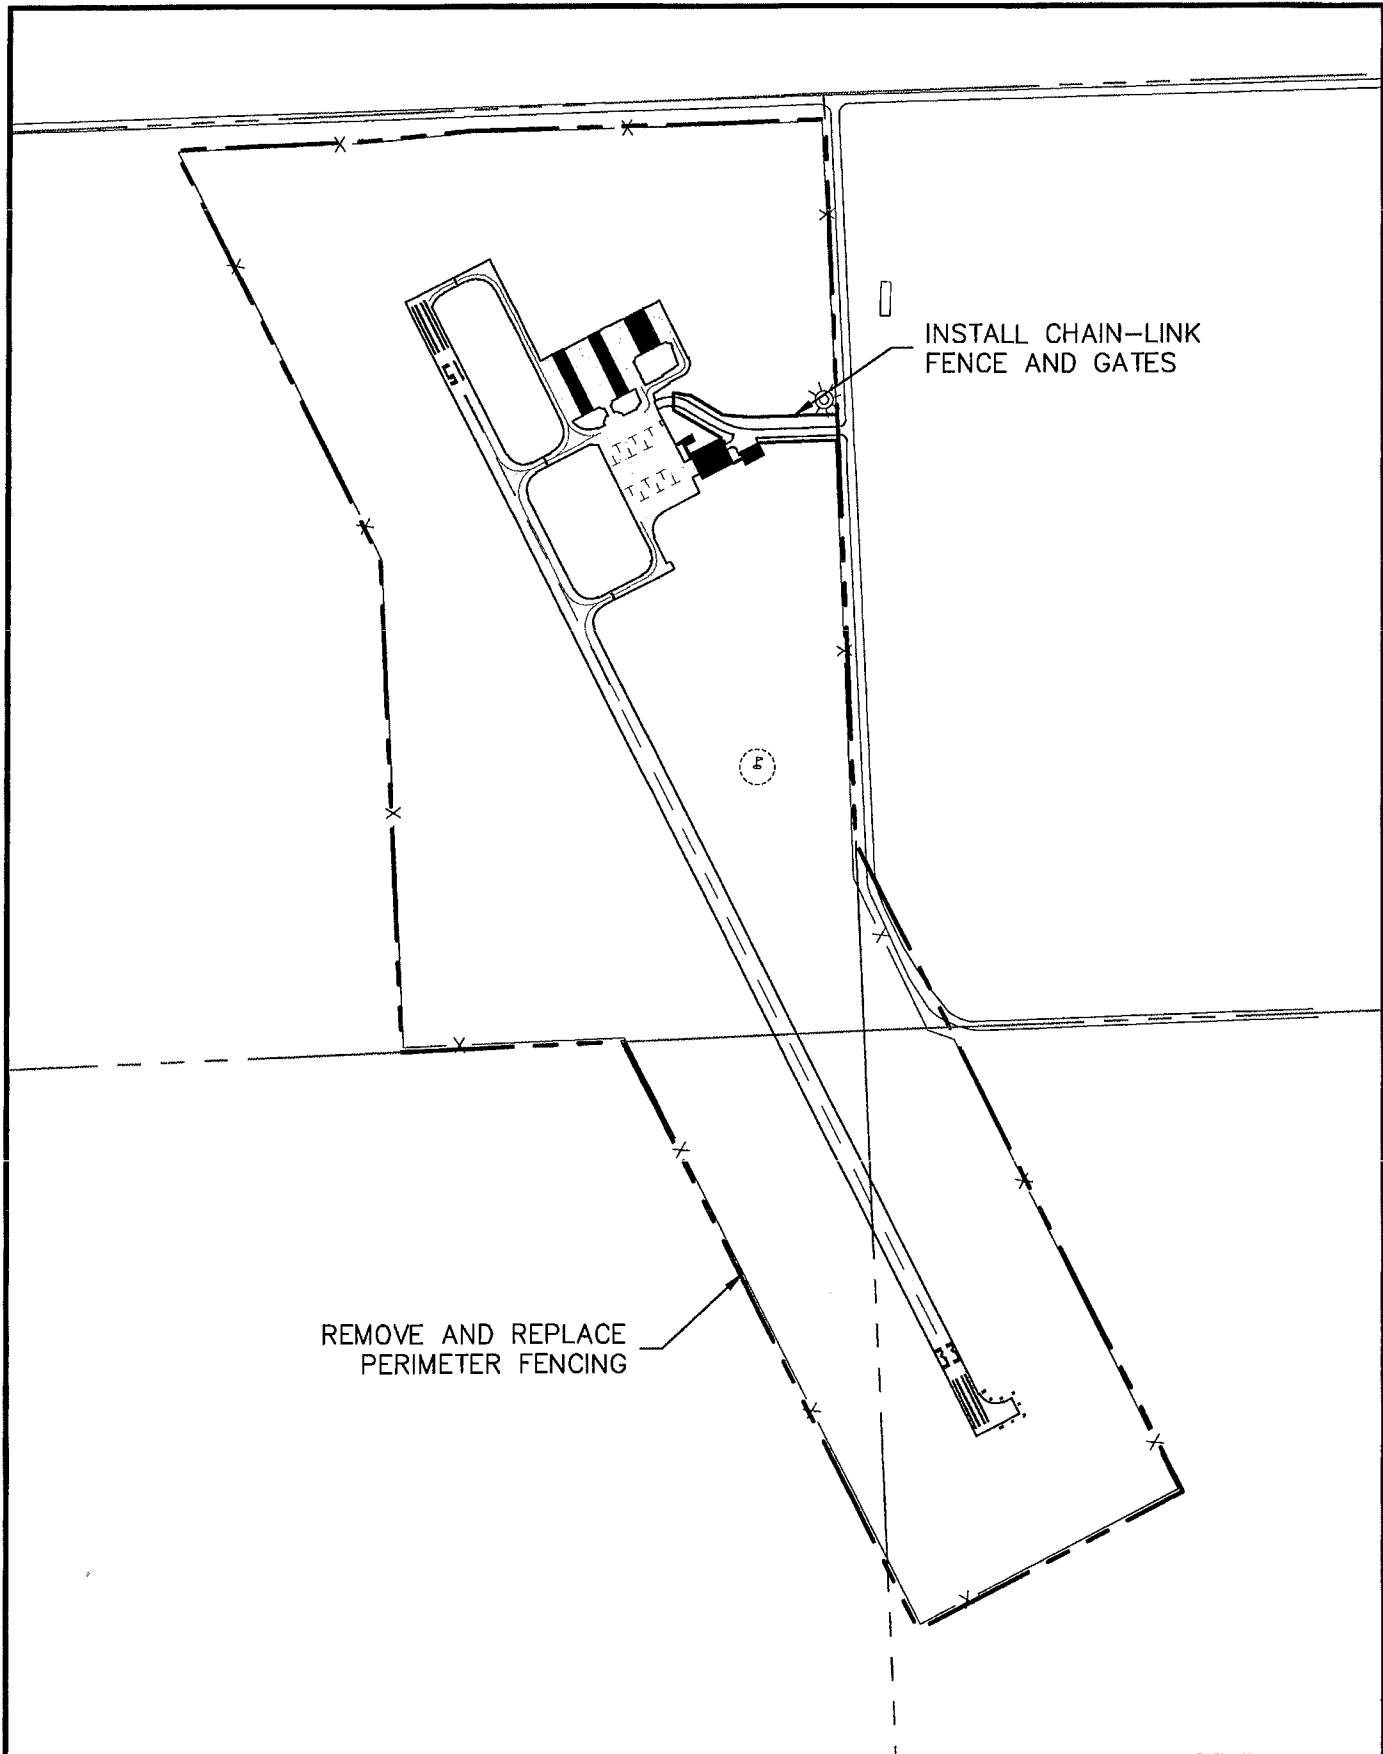 15
INSTALL CHAIN-LINK
FENCE AND GATES
REMOVE AND REPLACE
PERIMETER FENCING
33